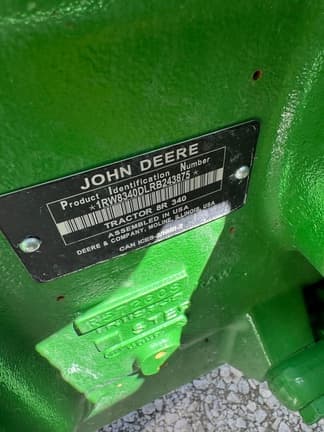 JOHN DEERE
Product Identification Number
*1RW8340DLRB243875*
TRACTOR 8R 340
ASSEMBLED IN USA
DEERE & COMPANY, MOLINE, ILLINOIS, USA